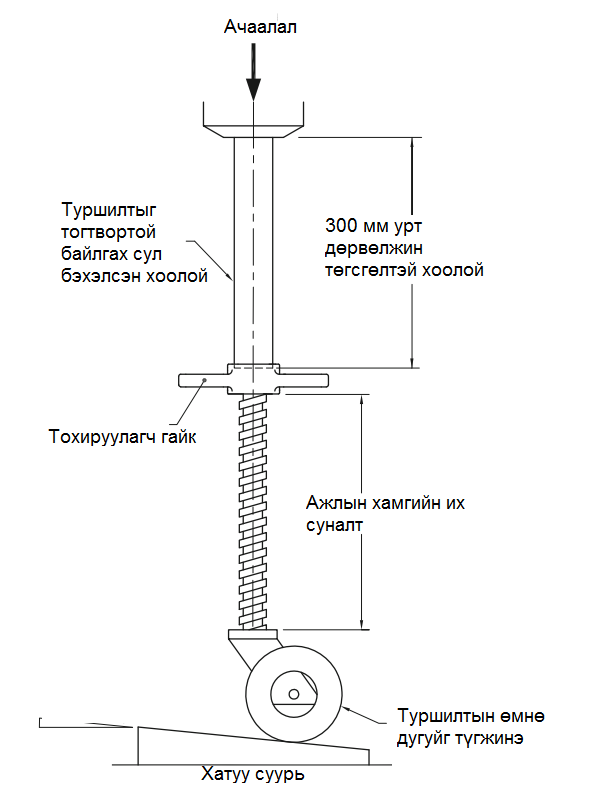 Ачаалал
Туршилтыг
тогтвортой
байлгах сул
бэхэлсэн хоолой
300 мм урт
дөрвөлжин
төгсгөлтэй хоолой
Тохируулагч гайк
Ажлын хамгийн их
суналт
Туршилтын өмнө
дугуйг түгжинэ
Хатуу суурь